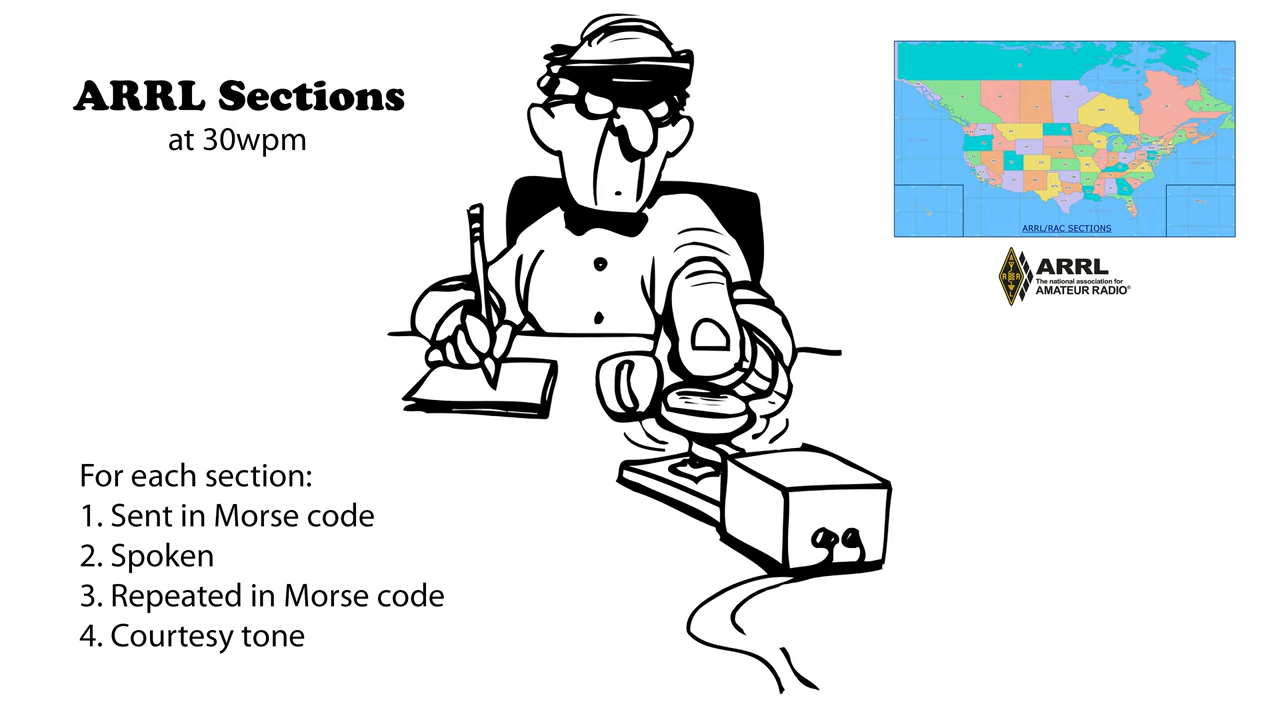 ARRL Sections
at 30wpm
ARRL/RAC SECTIONS
ARRL
The national association for
AMATEUR RADIO®
For each section:
1. Sent in Morse code
2. Spoken
3. Repeated in Morse code
4. Courtesy tone